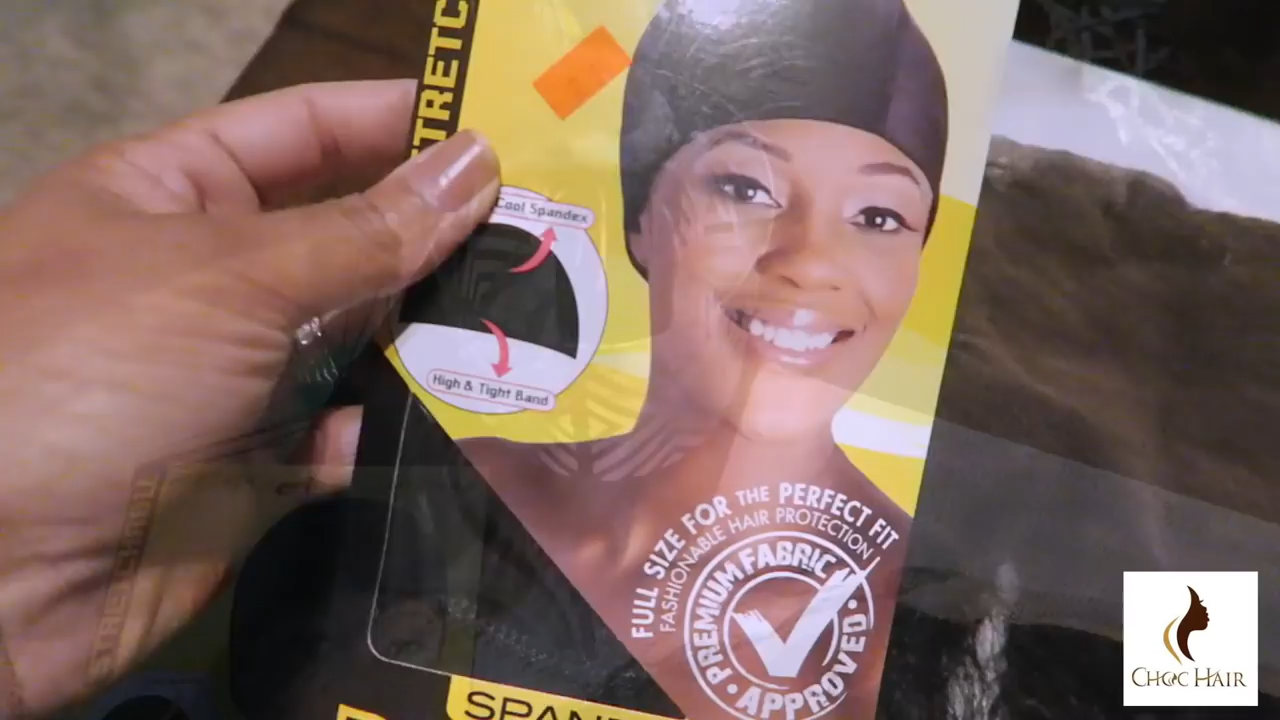 TRETC
Cool Spandex
High & Tight Band
FULL SIZE FOR THE PERFECT FIT
FASHIONABLE HAIR PROTECTION
PREMIUM FABRIC
APPROVED
SPAN
CHOC HAIR